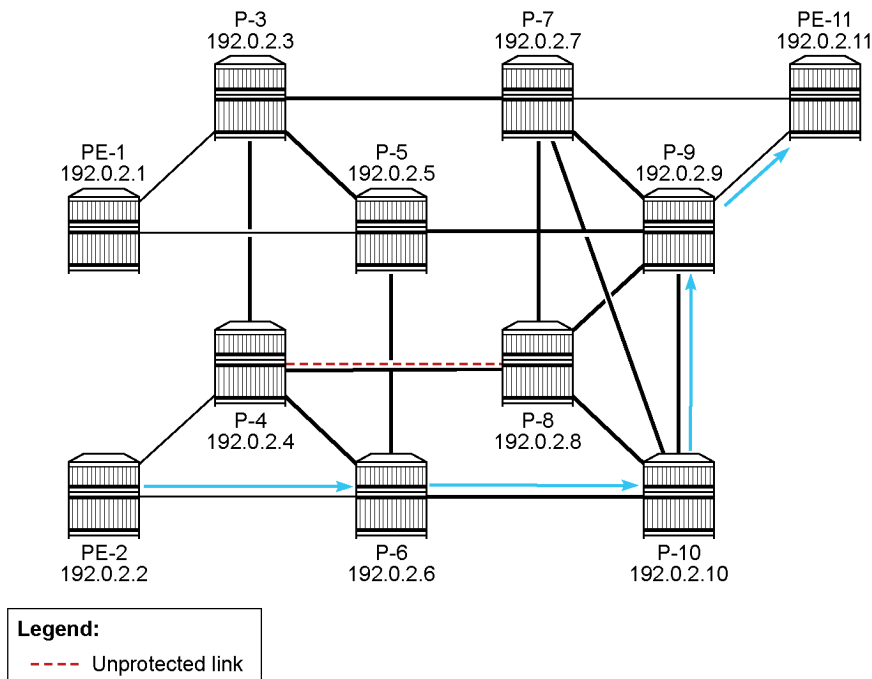 P-3
192.0.2.3
P-7
192.0.2.7
PE-11
192.0.2.11
PE-1
192.0.2.1
P-5
192.0.2.5
P-9
192.0.2.9
P-4
192.0.2.4
P-8
192.0.2.8
PE-2
192.0.2.2
P-6
192.0.2.6
P-10
192.0.2.10
Legend:
Unprotected link